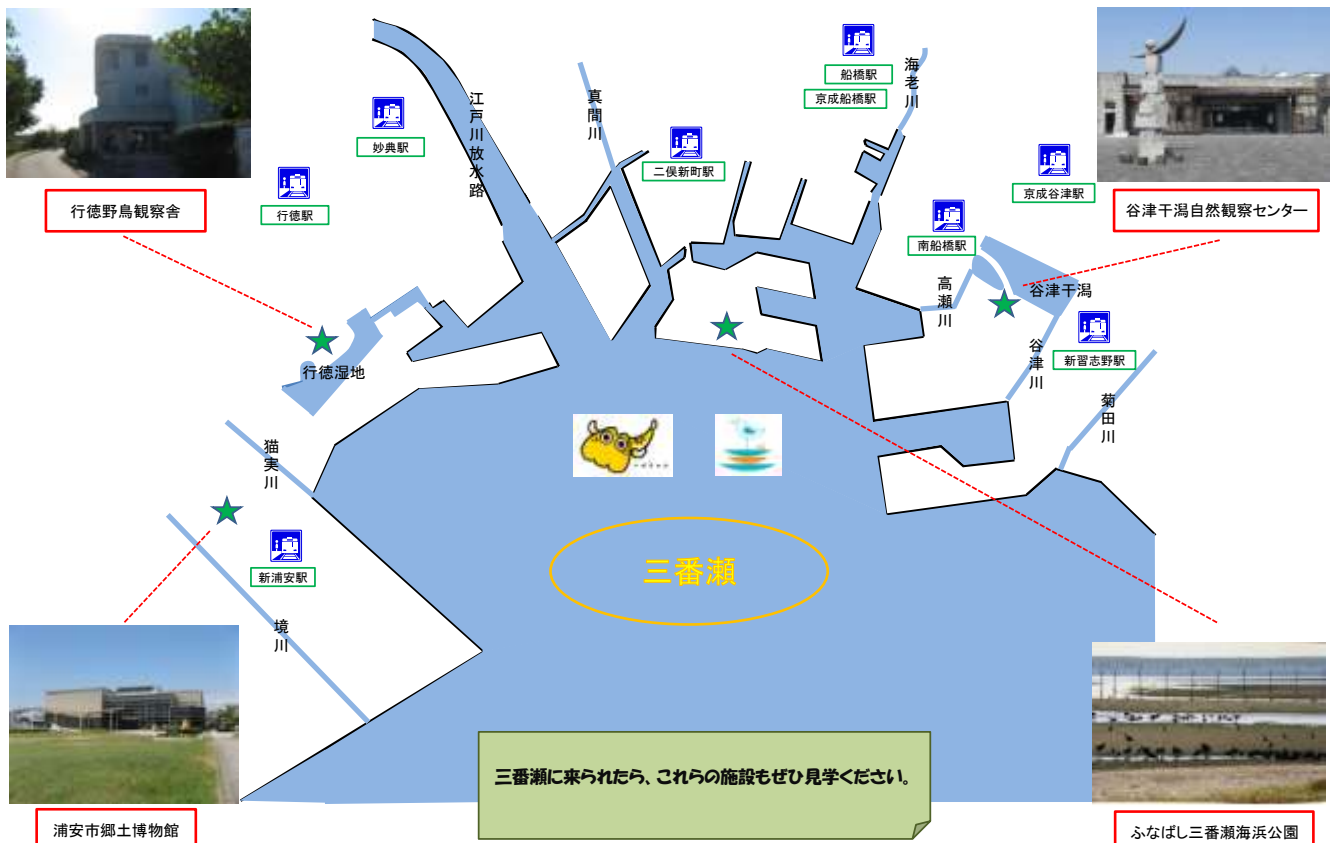 船橋駅
京成船橋駅
海老川
江戸川放水路
真間川
妙典駅
二俣新町駅
京成谷津駅
行徳駅
行徳野鳥観察舎
谷津干潟自然観察センター
南船橋駅
高瀬川
谷津干潟
谷津川
新習志野駅
行徳湿地
菊田川
猫実川
新浦安駅
三番瀬
境川
三番瀬に来られたら、これらの施設もぜひ見学ください。
浦安市郷土博物館
ふなばし三番瀬海浜公園